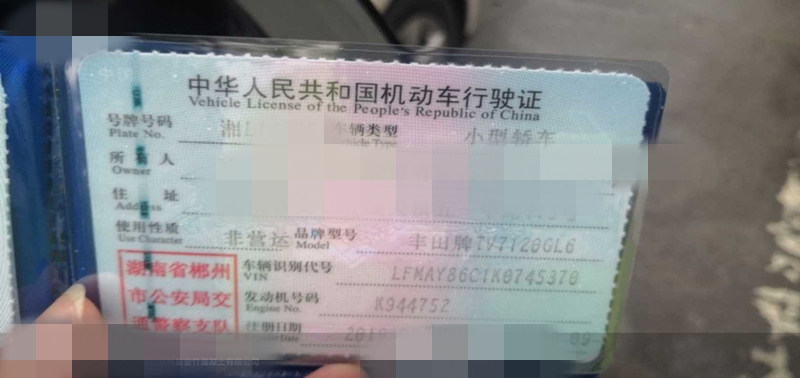 中华人民共和国机动车行驶证
Vehicle License of the People's Republic of China
号牌号码 湘 车辆类型 小型轿车
Plate No. Vehicle Type
所有人
Owner
住 址
Address
使用性质 非营运 品牌型号 丰田牌TV7120GL6
Use Character Model
湖南省郴州
市公安局交
通警察支队
车辆识别代号 LFMAY86C1K0745370
VIN
发动机号码 K944752
Engine No.
注册日期 2019 09